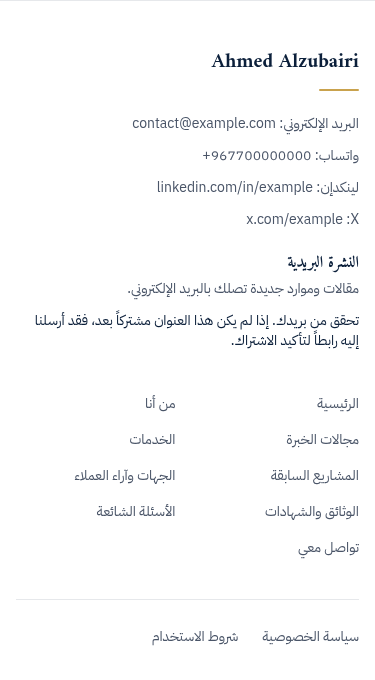 Ahmed Alzubairi
البريد الإلكتروني: contact@example.com
واتساب: 967700000000+
لينكدإن: linkedin.com/in/example
X: x.com/example
النشرة البريدية
مقالات وموارد جديدة تصلك بالبريد الإلكتروني.
تحقق من بريدك. إذا لم يكن هذا العنوان مشتركاً بعد، فقد أرسلنا
إليه رابطاً لتأكيد الاشتراك.
الرئيسية من أنا
مجالات الخبرة الخدمات
المشاريع السابقة الجهات وآراء العملاء
الوثائق والشهادات الأسئلة الشائعة
تواصل معي
سياسة الخصوصية شروط الاستخدام